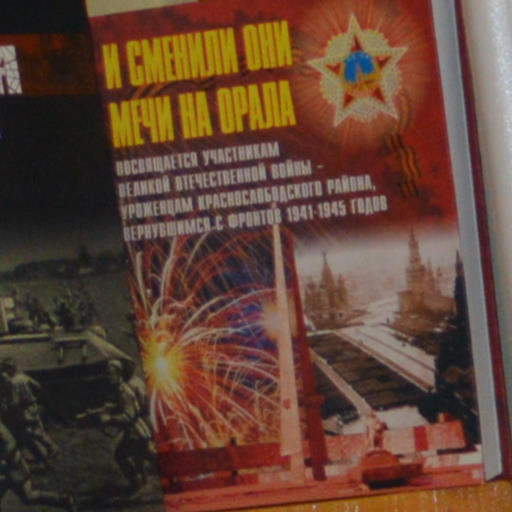 И СМЕНИЛИ ОНИ
МЕЧИ НА ОРАЛА
ПОСВЯЩАЕТСЯ УЧАСТНИКАМ
ВЕЛИКОЙ ОТЕЧЕСТВЕННОЙ ВОЙНЫ –
УРОЖЕНЦАМ КРАСНОСЛОБОДСКОГО РАЙОНА,
ВЕРНУВШИМСЯ С ФРОНТОВ 1941-1945 ГОДОВ